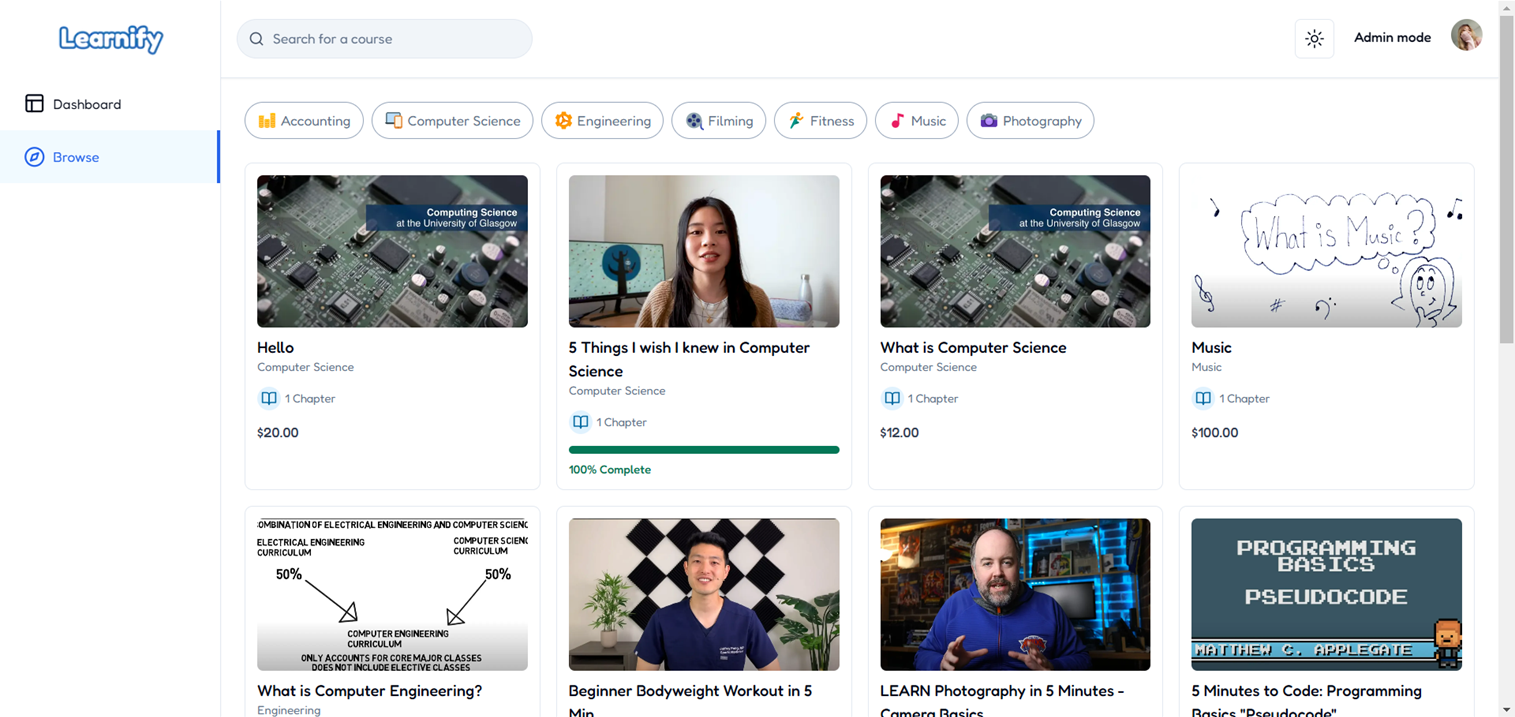 Learnify
Search for a course
Admin mode
Dashboard
Browse
Accounting
Computer Science
Engineering
Filming
Fitness
Music
Photography
Computing Science
at the University of Glasgow
Hello
Computer Science
1 Chapter
$20.00
5 Things I wish I knew in Computer
Science
Computer Science
1 Chapter
100% Complete
Computing Science
at the University of Glasgow
What is Computer Science
Computer Science
1 Chapter
$12.00
What is Music?
Music
Music
1 Chapter
$100.00
OMBINATION OF ELECTRICAL ENGINEERING AND COMPUTER SCIENC
ELECTRICAL ENGINEERING
CURRICULUM
COMPUTER SCIENC
CURRICULUM
50%
50%
COMPUTER ENGINEERING
CURRICULUM
ONLY ACCOUNTS FOR CORE MAJOR CLASSES
DOES NOT INCLUDE ELECTIVE CLASSES
What is Computer Engineering?
Engineering
Beginner Bodyweight Workout in 5
Min
LEARN Photography in 5 Minutes -
Camera Basics
PROGRAMMING
BASICS
PSEUDOCODE
MATTHEW C. APPLEGATE
5 Minutes to Code: Programming
Basics "Pseudocode"